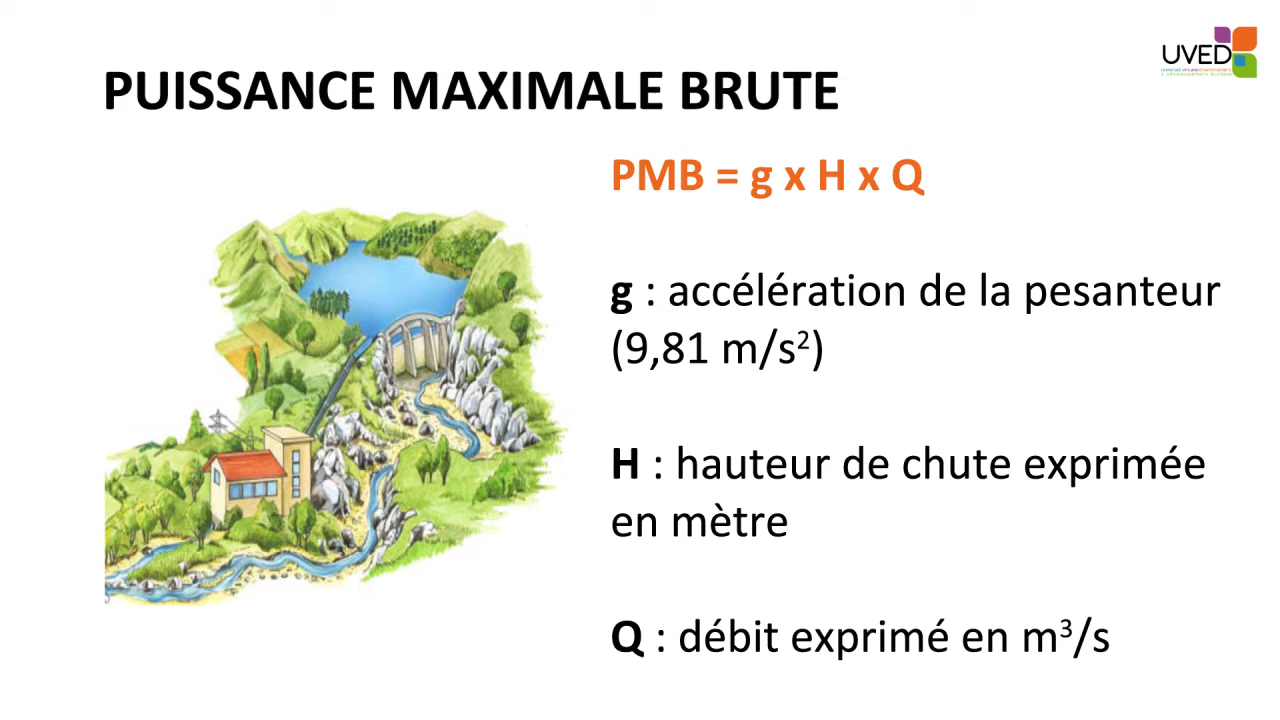 UVED
PUISSANCE MAXIMALE BRUTE
PMB = g x H x Q
g : accélération de la pesanteur
(9,81 m/s²)
H : hauteur de chute exprimée
en mètre
Q : débit exprimé en m³/s